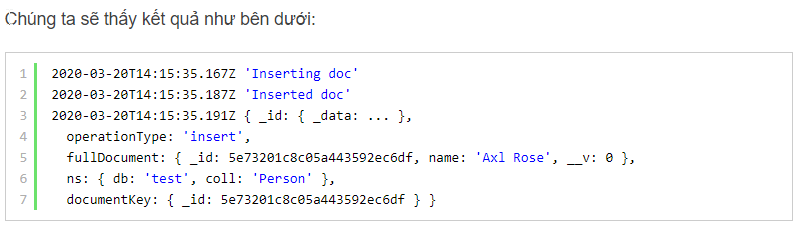 Chúng ta sẽ thấy kết quả như bên dưới:
1 2020-03-20T14:15:35.167Z 'Inserting doc'
2 2020-03-20T14:15:35.187Z 'Inserted doc'
3 2020-03-20T14:15:35.191Z { _id: { _data: ... },
4   operationType: 'insert',
5   fullDocument: { _id: 5e73201c8c05a443592ec6df, name: 'Axl Rose', __v: 0 },
6   ns: { db: 'test', coll: 'Person' },
7   documentKey: { _id: 5e73201c8c05a443592ec6df } }